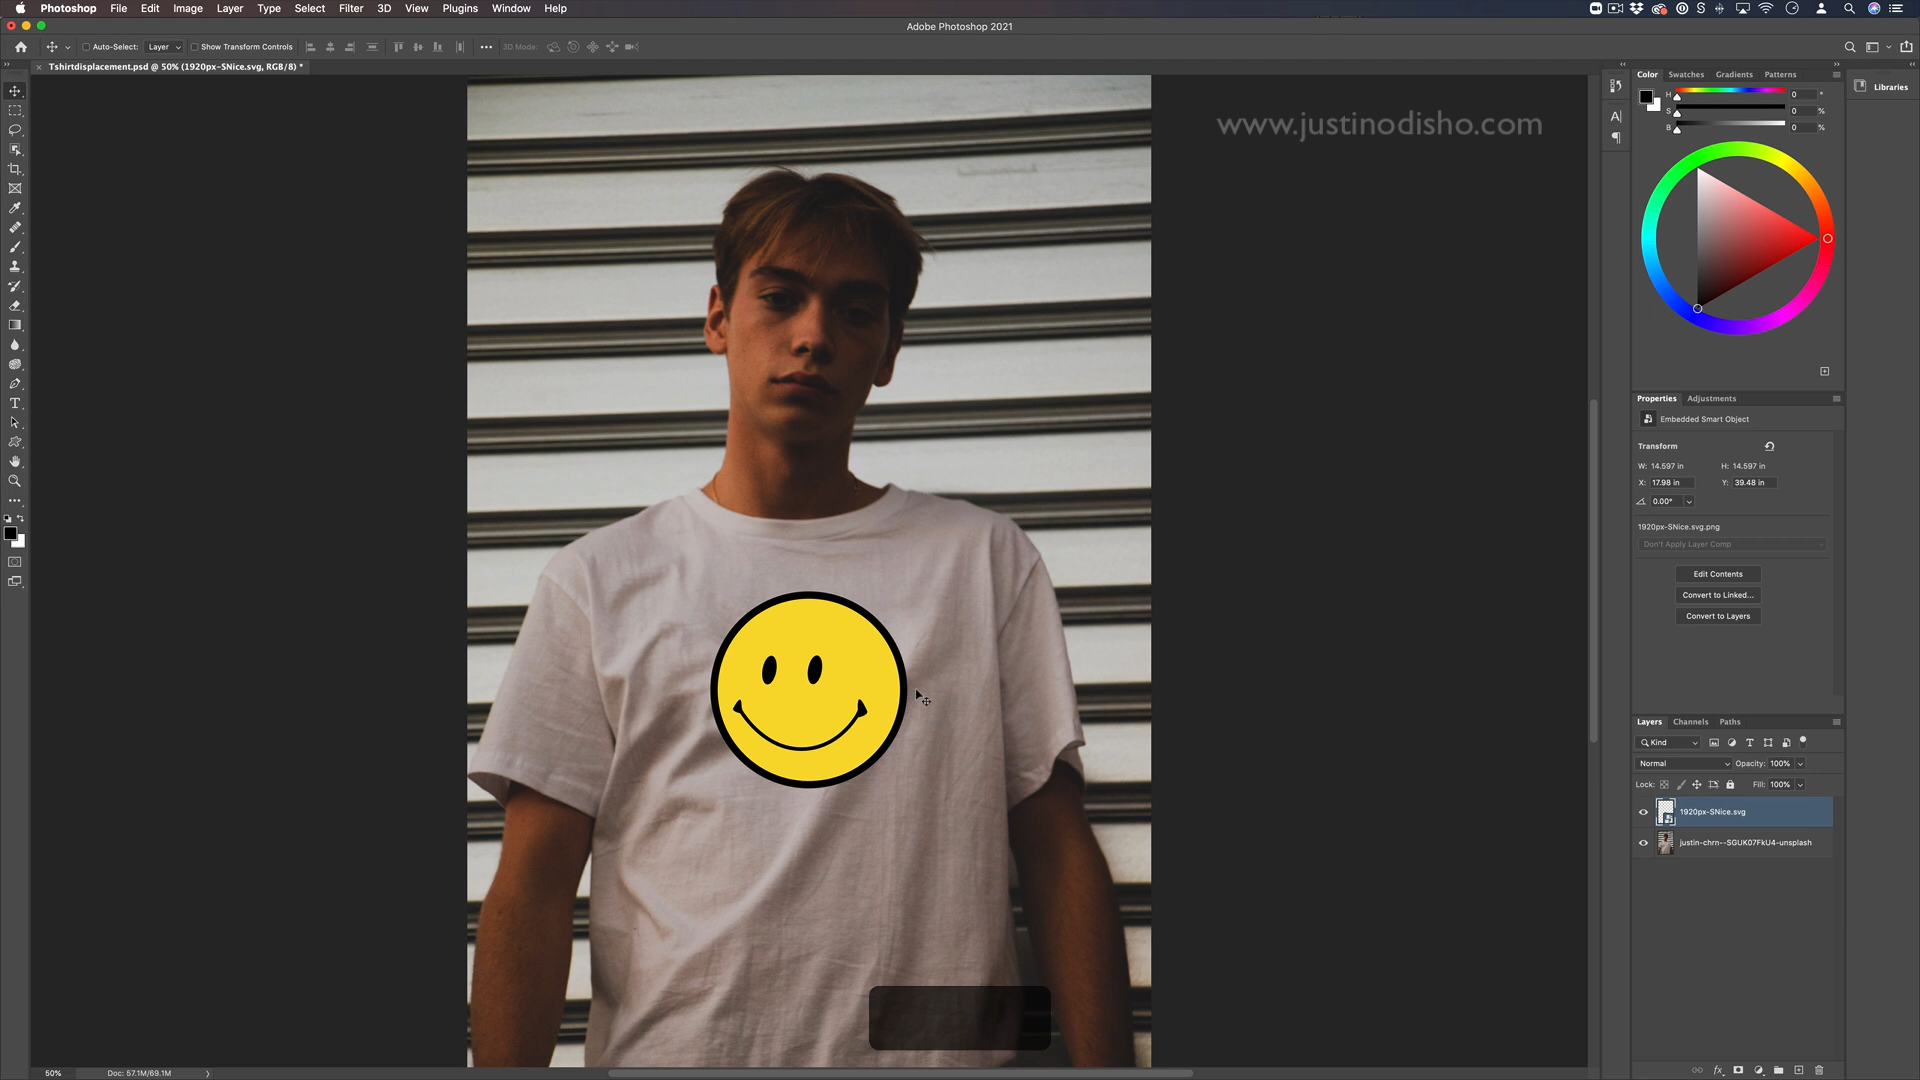 Photoshop File Edit Image Layer Type Select Filter 3D View Plugins Window Help
Adobe Photoshop 2021
Auto-Select: Layer Show Transform Controls 3D Mode:
Tshirtdisplacement.psd @ 50% (1920px-SNice.svg, RGB/8) *
www.justinodisho.com
Color Swatches Gradients Patterns
Libraries
H 0 °
S 0 %
B 0 %
Properties Adjustments
Embedded Smart Object
Transform
W: 14.597 in H: 14.597 in
X: 17.98 in Y: 39.48 in
0.00°
1920px-SNice.svg.png
Don't Apply Layer Comp
Edit Contents
Convert to Linked...
Convert to Layers
Layers Channels Paths
Kind
Normal Opacity: 100%
Lock: Fill: 100%
1920px-SNice.svg
justin-chrn--SGUK07FkU4-unsplash
50% Doc: 57.1M/69.1M